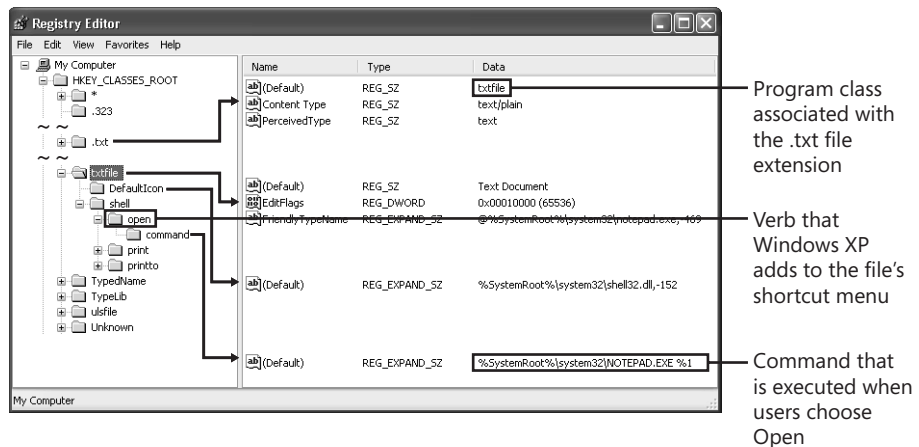 Registry Editor
File Edit View Favorites Help
My Computer
HKEY_CLASSES_ROOT
*
.323
~ ~
.txt
~ ~
txtfile
DefaultIcon
shell
open
command
print
printto
TypedName
TypeLib
ulsfile
Unknown
Name Type Data
(Default) REG_SZ txtfile
Content Type REG_SZ text/plain
PerceivedType REG_SZ text
(Default) REG_SZ Text Document
EditFlags REG_DWORD 0x00010000 (65536)
FriendlyTypeName REG_EXPAND_SZ @%SystemRoot%\system32\notepad.exe,-469
(Default) REG_EXPAND_SZ %SystemRoot%\system32\shell32.dll,-152
(Default) REG_EXPAND_SZ %SystemRoot%\system32\NOTEPAD.EXE %1
My Computer
Program class
associated with
the .txt file
extension
Verb that
Windows XP
adds to the file's
shortcut menu
Command that
is executed when
users choose
Open